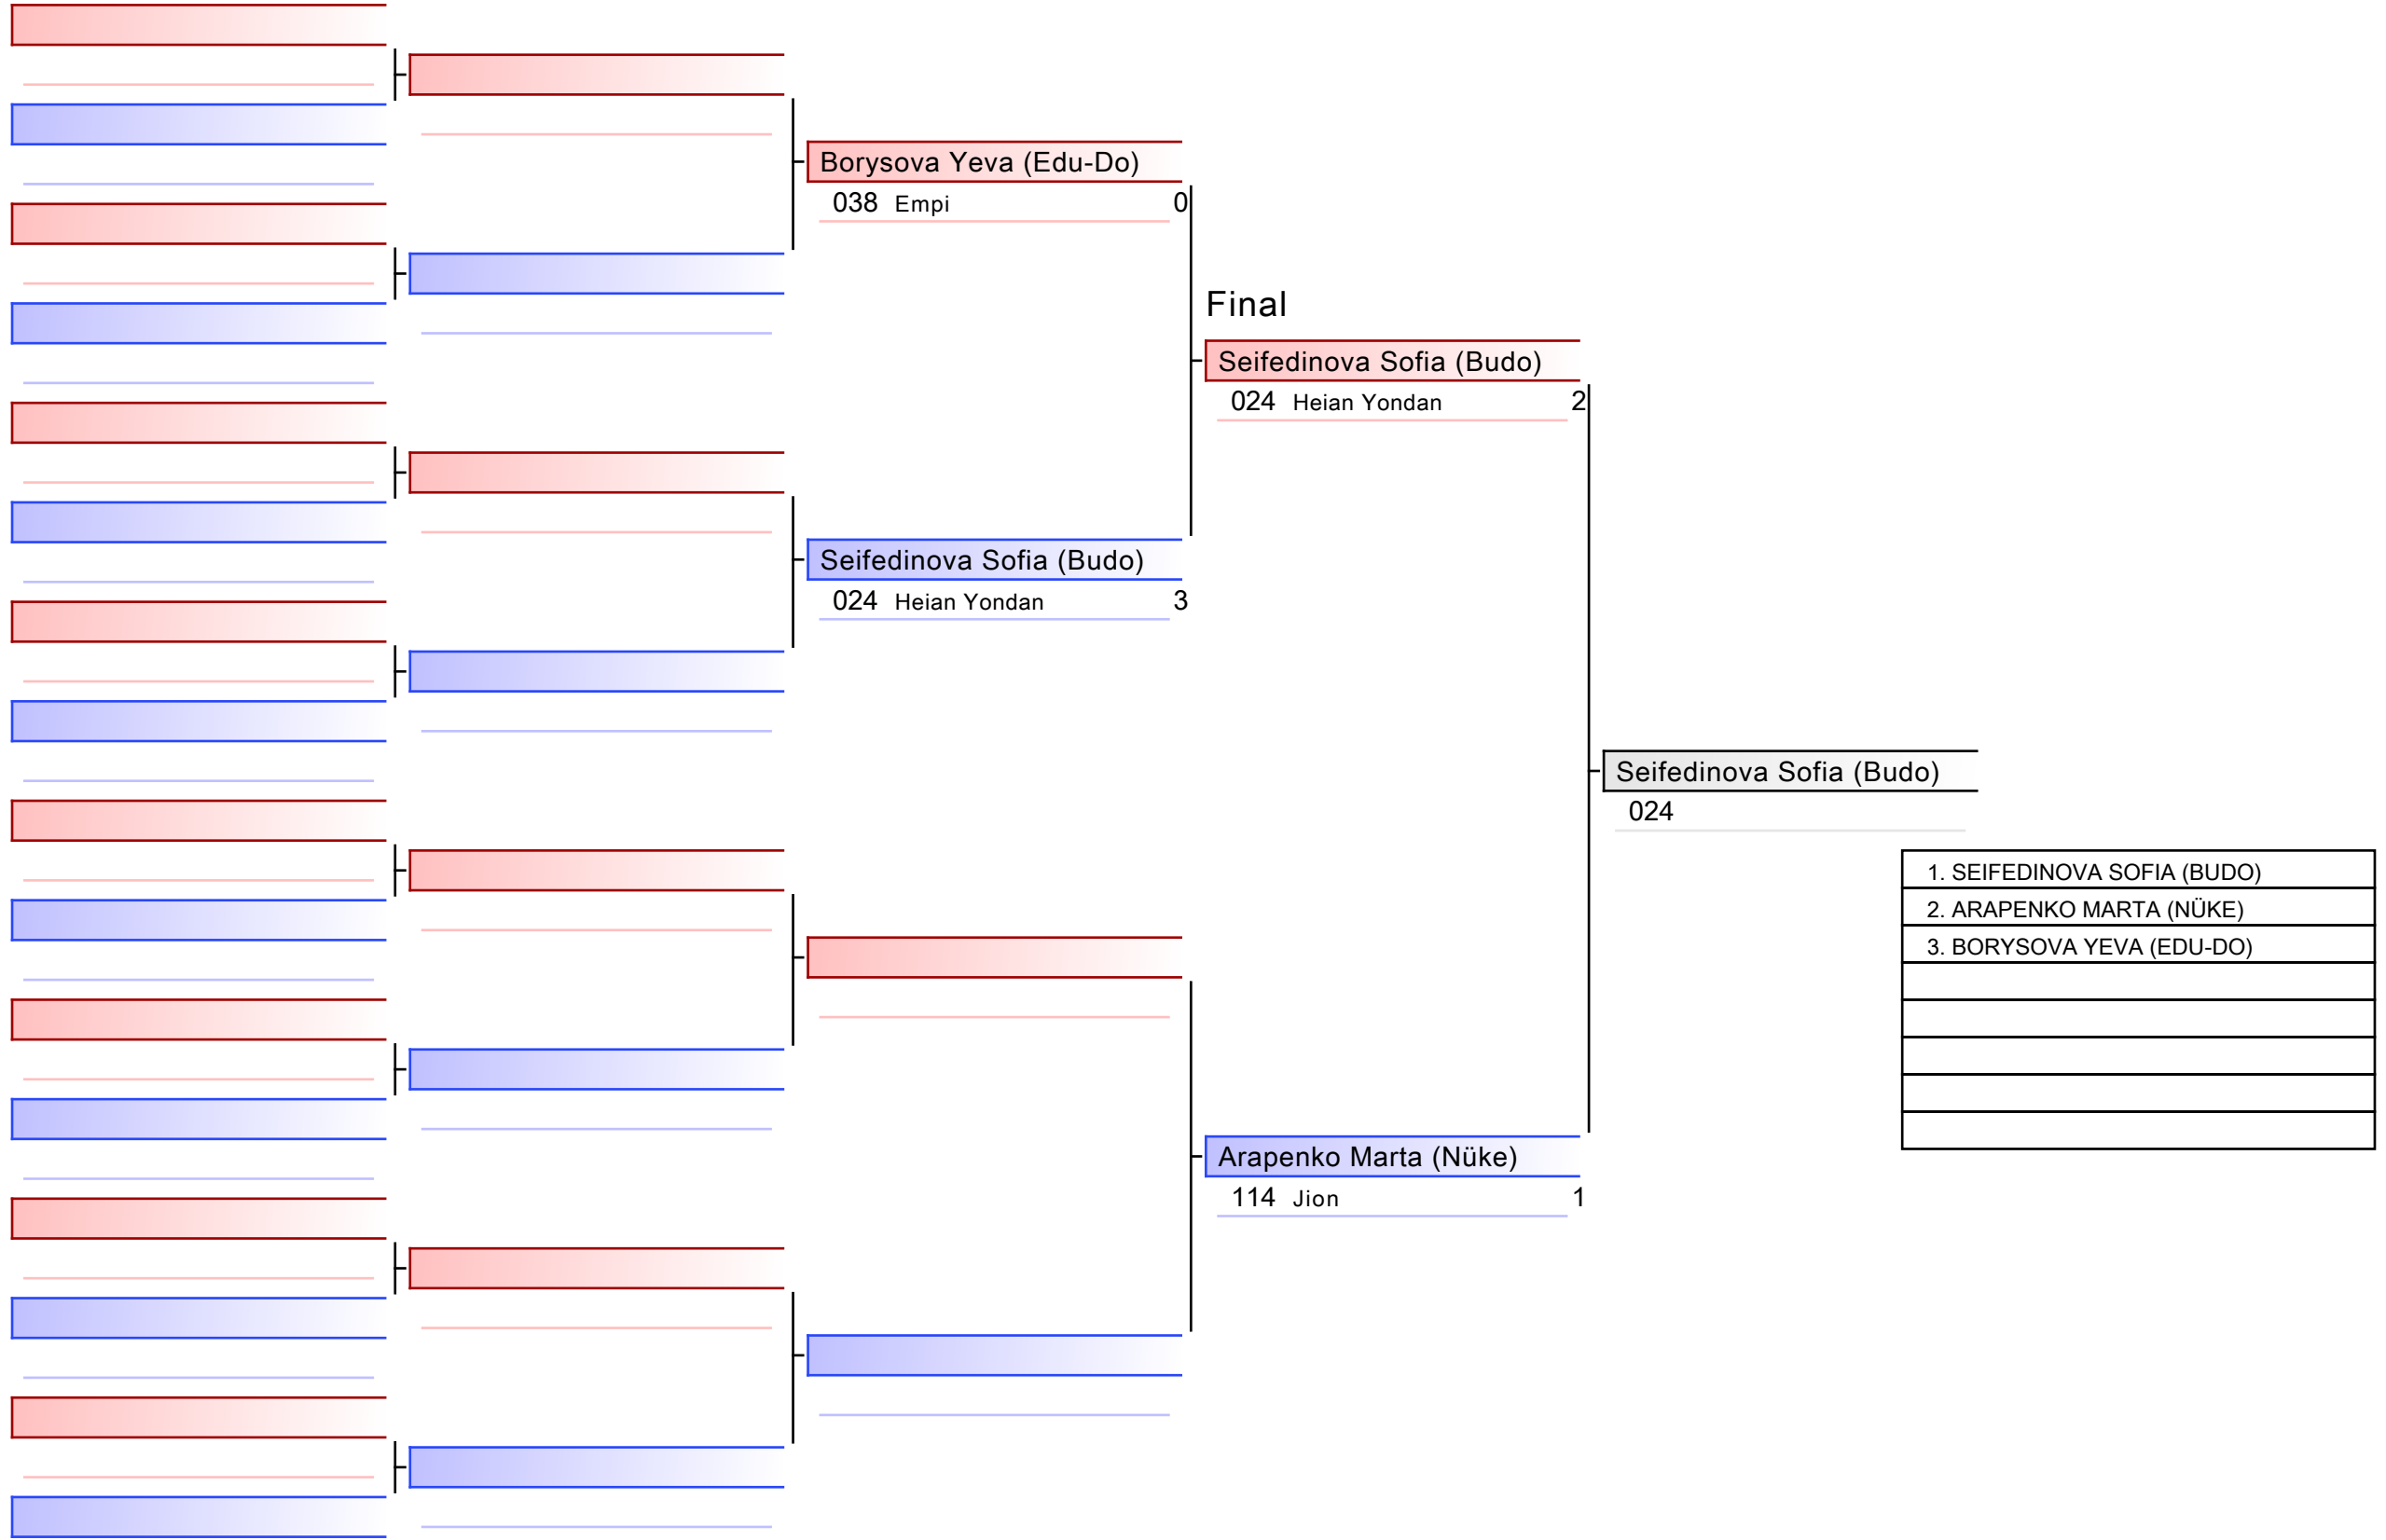 Borysova Yeva (Edu-Do)
038 Empi 0
Final
Seifedinova Sofia (Budo)
024 Heian Yondan 2
Seifedinova Sofia (Budo)
024 Heian Yondan 3
Seifedinova Sofia (Budo)
024
1. SEIFEDINOVA SOFIA (BUDO)
2. ARAPENKO MARTA (NÜKE)
3. BORYSOVA YEVA (EDU-DO)
Arapenko Marta (Nüke)
114 Jion 1